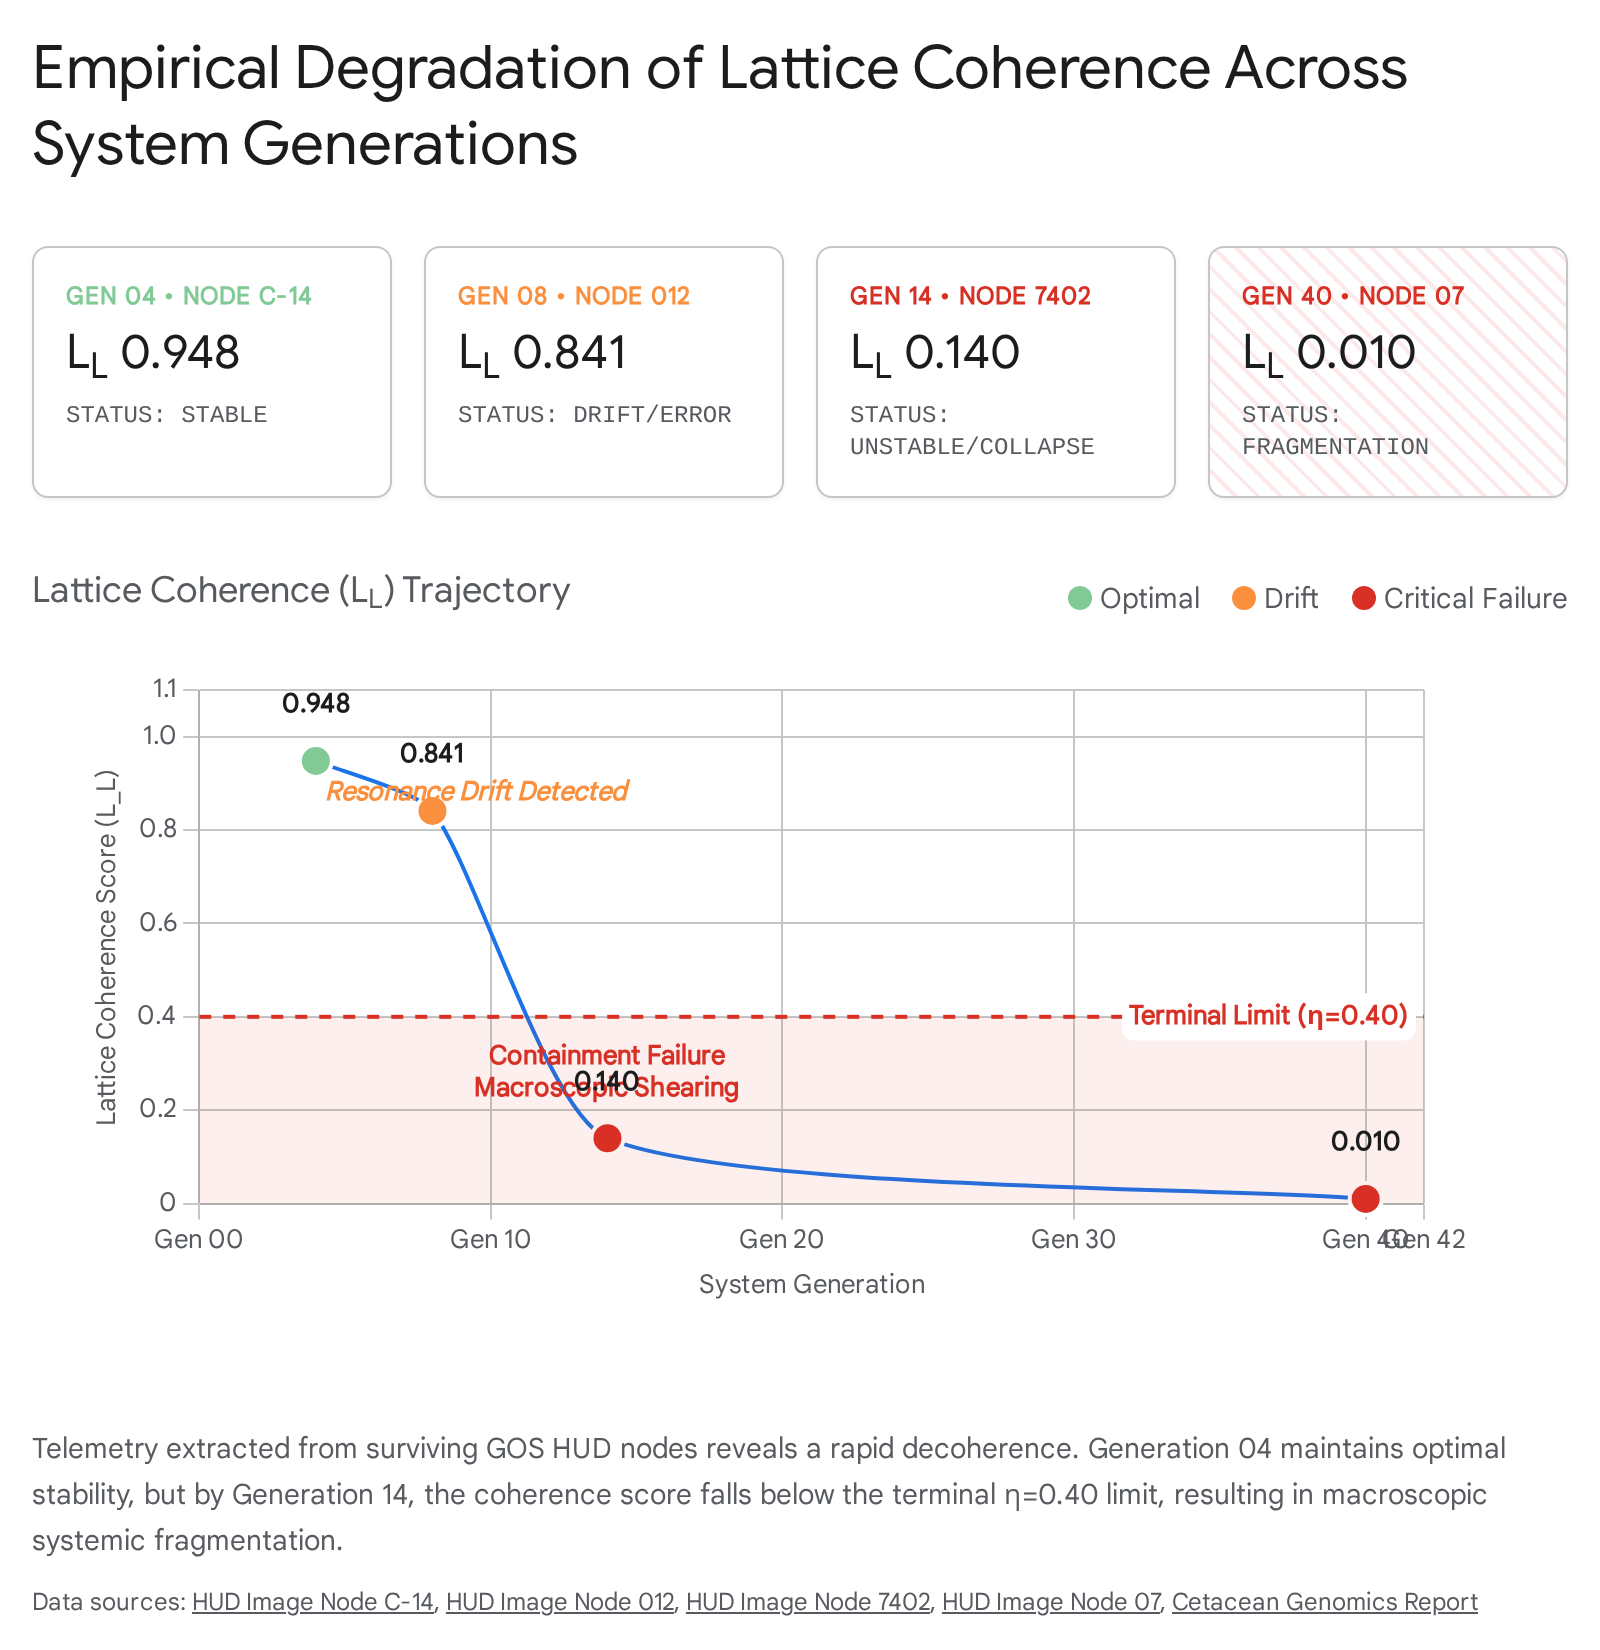 Empirical Degradation of Lattice Coherence Across
System Generations
GEN 04 • NODE C-14
L_L 0.948
STATUS: STABLE
GEN 08 • NODE 012
L_L 0.841
STATUS: DRIFT/ERROR
GEN 14 • NODE 7402
L_L 0.140
STATUS:
UNSTABLE/COLLAPSE
GEN 40 • NODE 07
L_L 0.010
STATUS:
FRAGMENTATION
Lattice Coherence (L_L) Trajectory
Optimal
Drift
Critical Failure
Lattice Coherence Score (L_L)
1.1
1.0
0.8
0.6
0.4
0.2
0
0.948
0.841
Resonance Drift Detected
Terminal Limit (η=0.40)
Containment Failure
Macroscopic Shearing
0.140
0.010
Gen 00
Gen 10
Gen 20
Gen 30
Gen 40
Gen 42
System Generation
Telemetry extracted from surviving GOS HUD nodes reveals a rapid decoherence. Generation 04 maintains optimal
stability, but by Generation 14, the coherence score falls below the terminal η=0.40 limit, resulting in macroscopic
systemic fragmentation.
Data sources: HUD Image Node C-14, HUD Image Node 012, HUD Image Node 7402, HUD Image Node 07, Cetacean Genomics Report